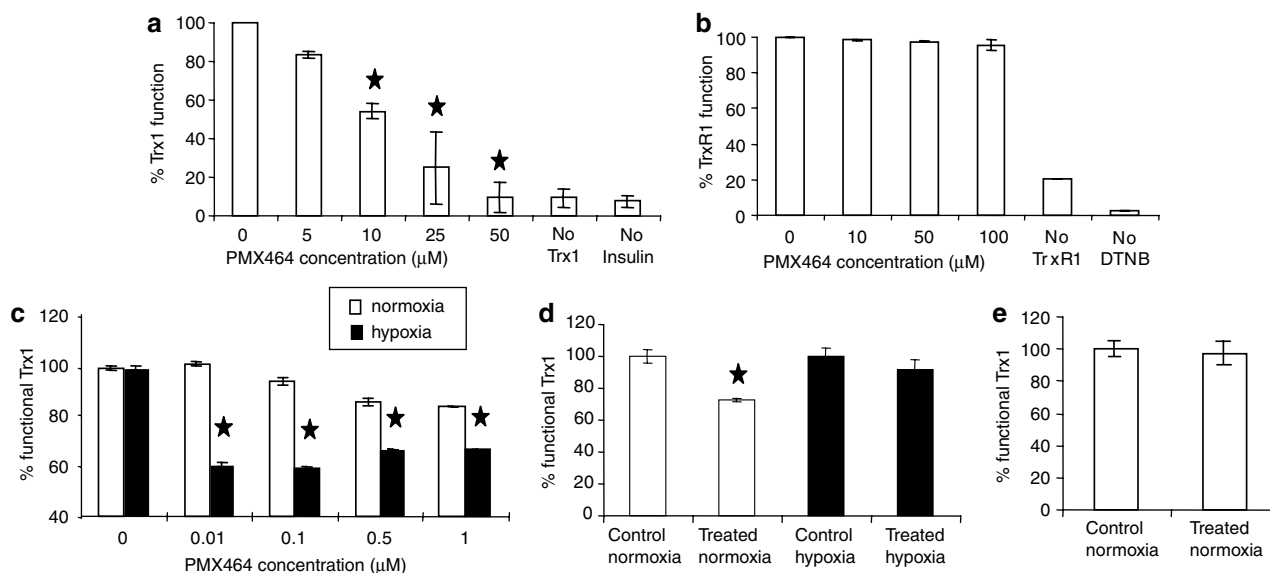 a
% Trx1 function
100
80
60
40
20
0
0 5 10 25 50 No Trx1 No Insulin
PMX464 concentration (µM)
b
% TrxR1 function
100
80
60
40
20
0
0 10 50 100 No TrxR1 No DTNB
PMX464 concentration (µM)
c
normoxia
hypoxia
% functional Trx1
120
100
80
60
40
0 0.01 0.1 0.5 1
PMX464 concentration (µM)
d
% functional Trx1
120
100
80
60
40
20
0
Control normoxia Treated normoxia Control hypoxia Treated hypoxia
e
% functional Trx1
120
100
80
60
40
20
0
Control normoxia Treated normoxia